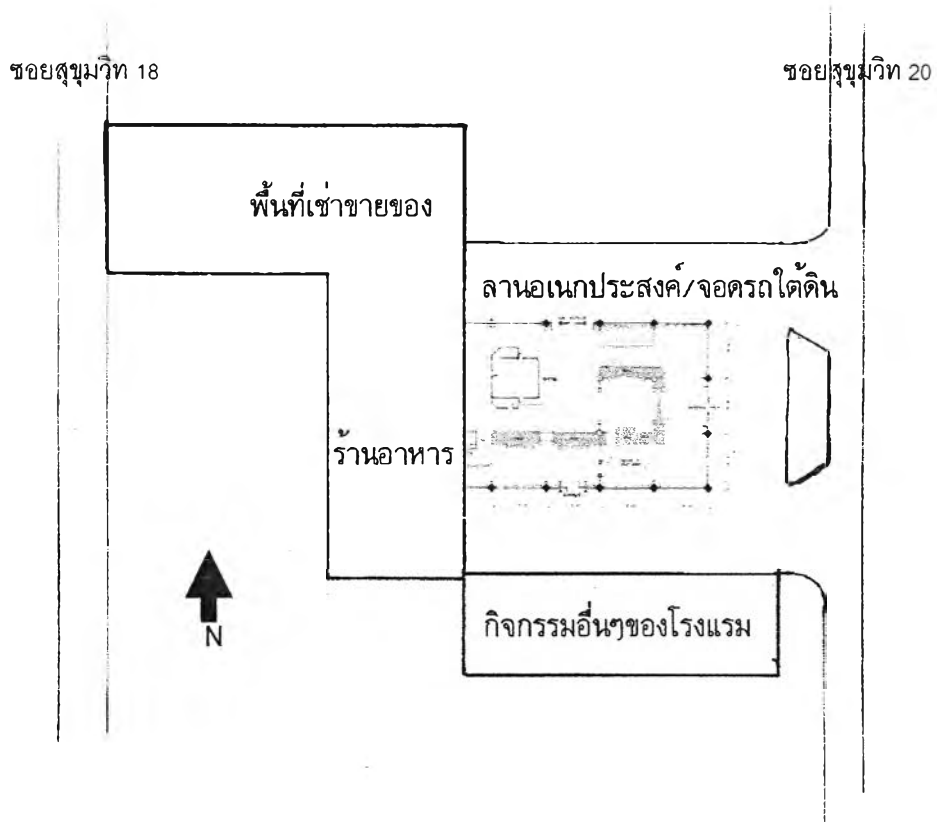 ซอยสุขุมวิท 18
ซอยสุขุมวิท 20
พื้นที่เช่าขายของ
ลานอเนกประสงค์/จอดรถใต้ดิน
ร้านอาหาร
กิจกรรมอื่นๆของโรงแรม
N